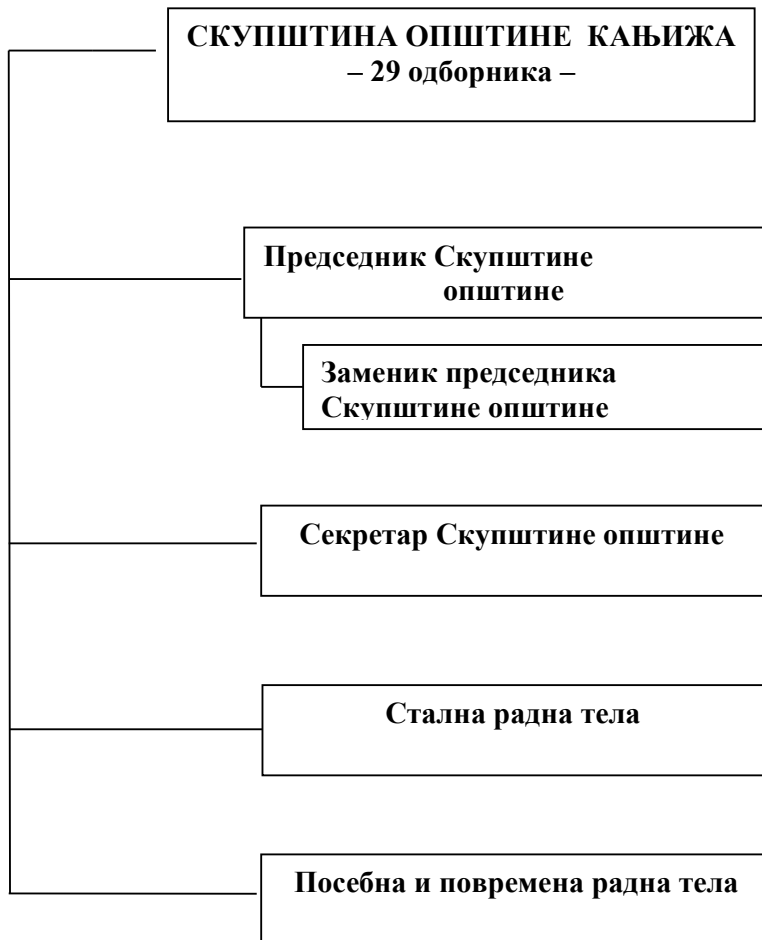 СКУПШТИНА ОПШТИНЕ КАЊИЖА
– 29 одборника –
Председник Скупштине
општине
Заменик председника
Скупштине општине
Секретар Скупштине општине
Стална радна тела
Посебна и повремена радна тела